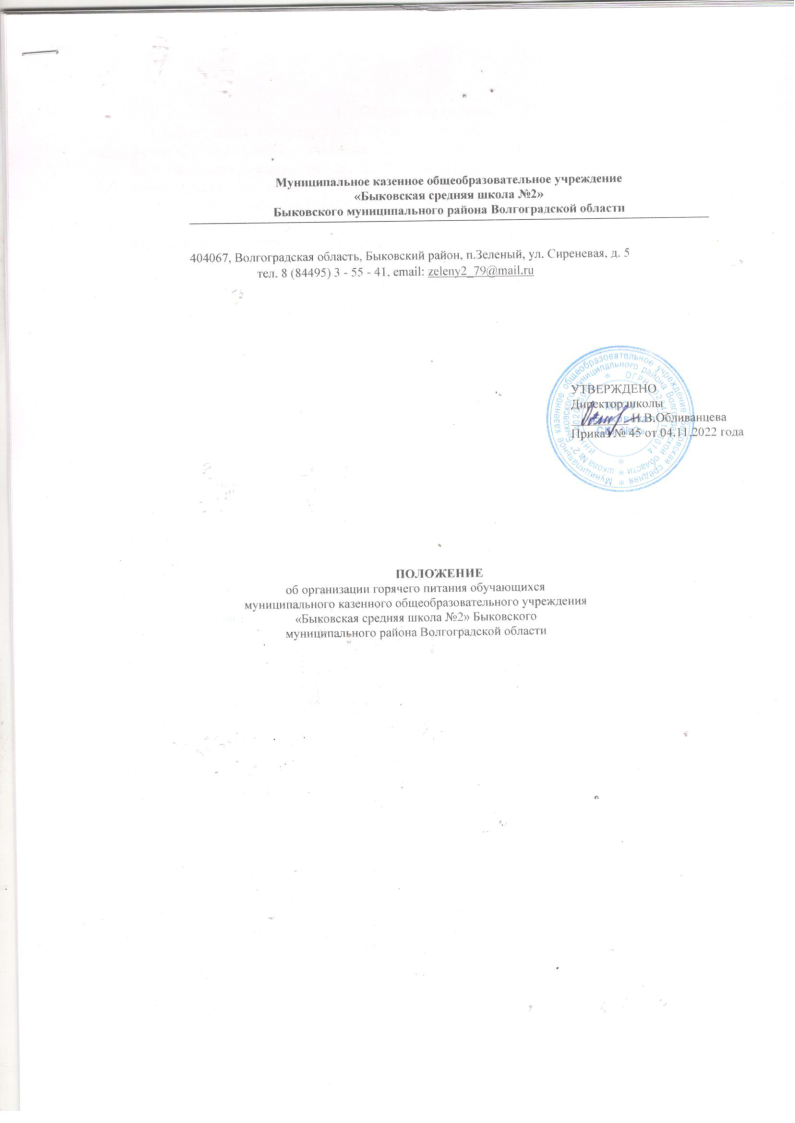 Муниципальное казенное общеобразовательное учреждение
«Быковская средняя школа №2»
Быковского муниципального района Волгоградской области
404067, Волгоградская область, Быковский район, п.Зеленый, ул. Сиреневая, д. 5
тел. 8 (84495) 3 - 55 - 41, email: zeleny2_79@mail.ru
УТВЕРЖДЕНО
Директор школы
Н.В.Обливанцева
Приказ № 45 от 04.11.2022 года
ПОЛОЖЕНИЕ
об организации горячего питания обучающихся
муниципального казенного общеобразовательного учреждения
«Быковская средняя школа №2» Быковского
муниципального района Волгоградской области